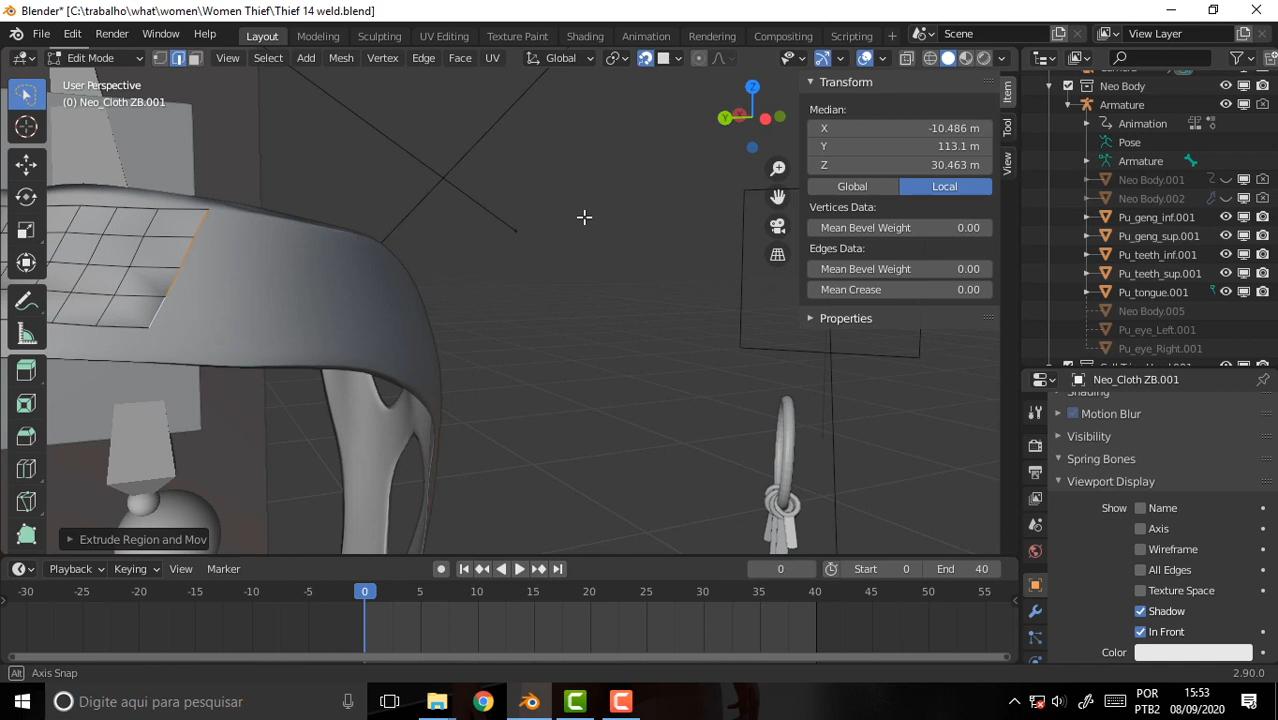 Blender* [C:\trabalho\what\women\Women Thief\Thief 14 weld.blend]
File Edit Render Window Help Layout Modeling Sculpting UV Editing Texture Paint Shading Animation Rendering Compositing Scripting + Scene View Layer
Edit Mode View Select Add Mesh Vertex Edge Face UV Global
User Perspective
(0) Neo_Cloth ZB.001
Z
Y
Transform
Median:
X -10.486 m
Y 113.1 m
Z 30.463 m
Global Local
Vertices Data:
Mean Bevel Weight 0.00
Edges Data:
Mean Bevel Weight 0.00
Mean Crease 0.00
Properties
Item
Tool
View
Neo Body
Armature
Animation
Pose
Armature
Neo Body.001
Neo Body.002
Pu_geng_inf.001
Pu_geng_sup.001
Pu_teeth_inf.001
Pu_teeth_sup.001
Pu_tongue.001
Neo Body.005
Pu_eye_Left.001
Pu_eye_Right.001
Neo_Cloth ZB.001
Shading
Motion Blur
Visibility
Spring Bones
Viewport Display
Show Name
Axis
Wireframe
All Edges
Texture Space
Shadow
In Front
Color
Extrude Region and Mov
Playback Keying View Marker 0 Start 0 End 40
-30 -25 -20 -15 -10 -5 0 5 10 15 20 25 30 35 40 45 50 55
Alt Axis Snap 2.90.0
Digite aqui para pesquisar
POR
PTB2
15:53
08/09/2020